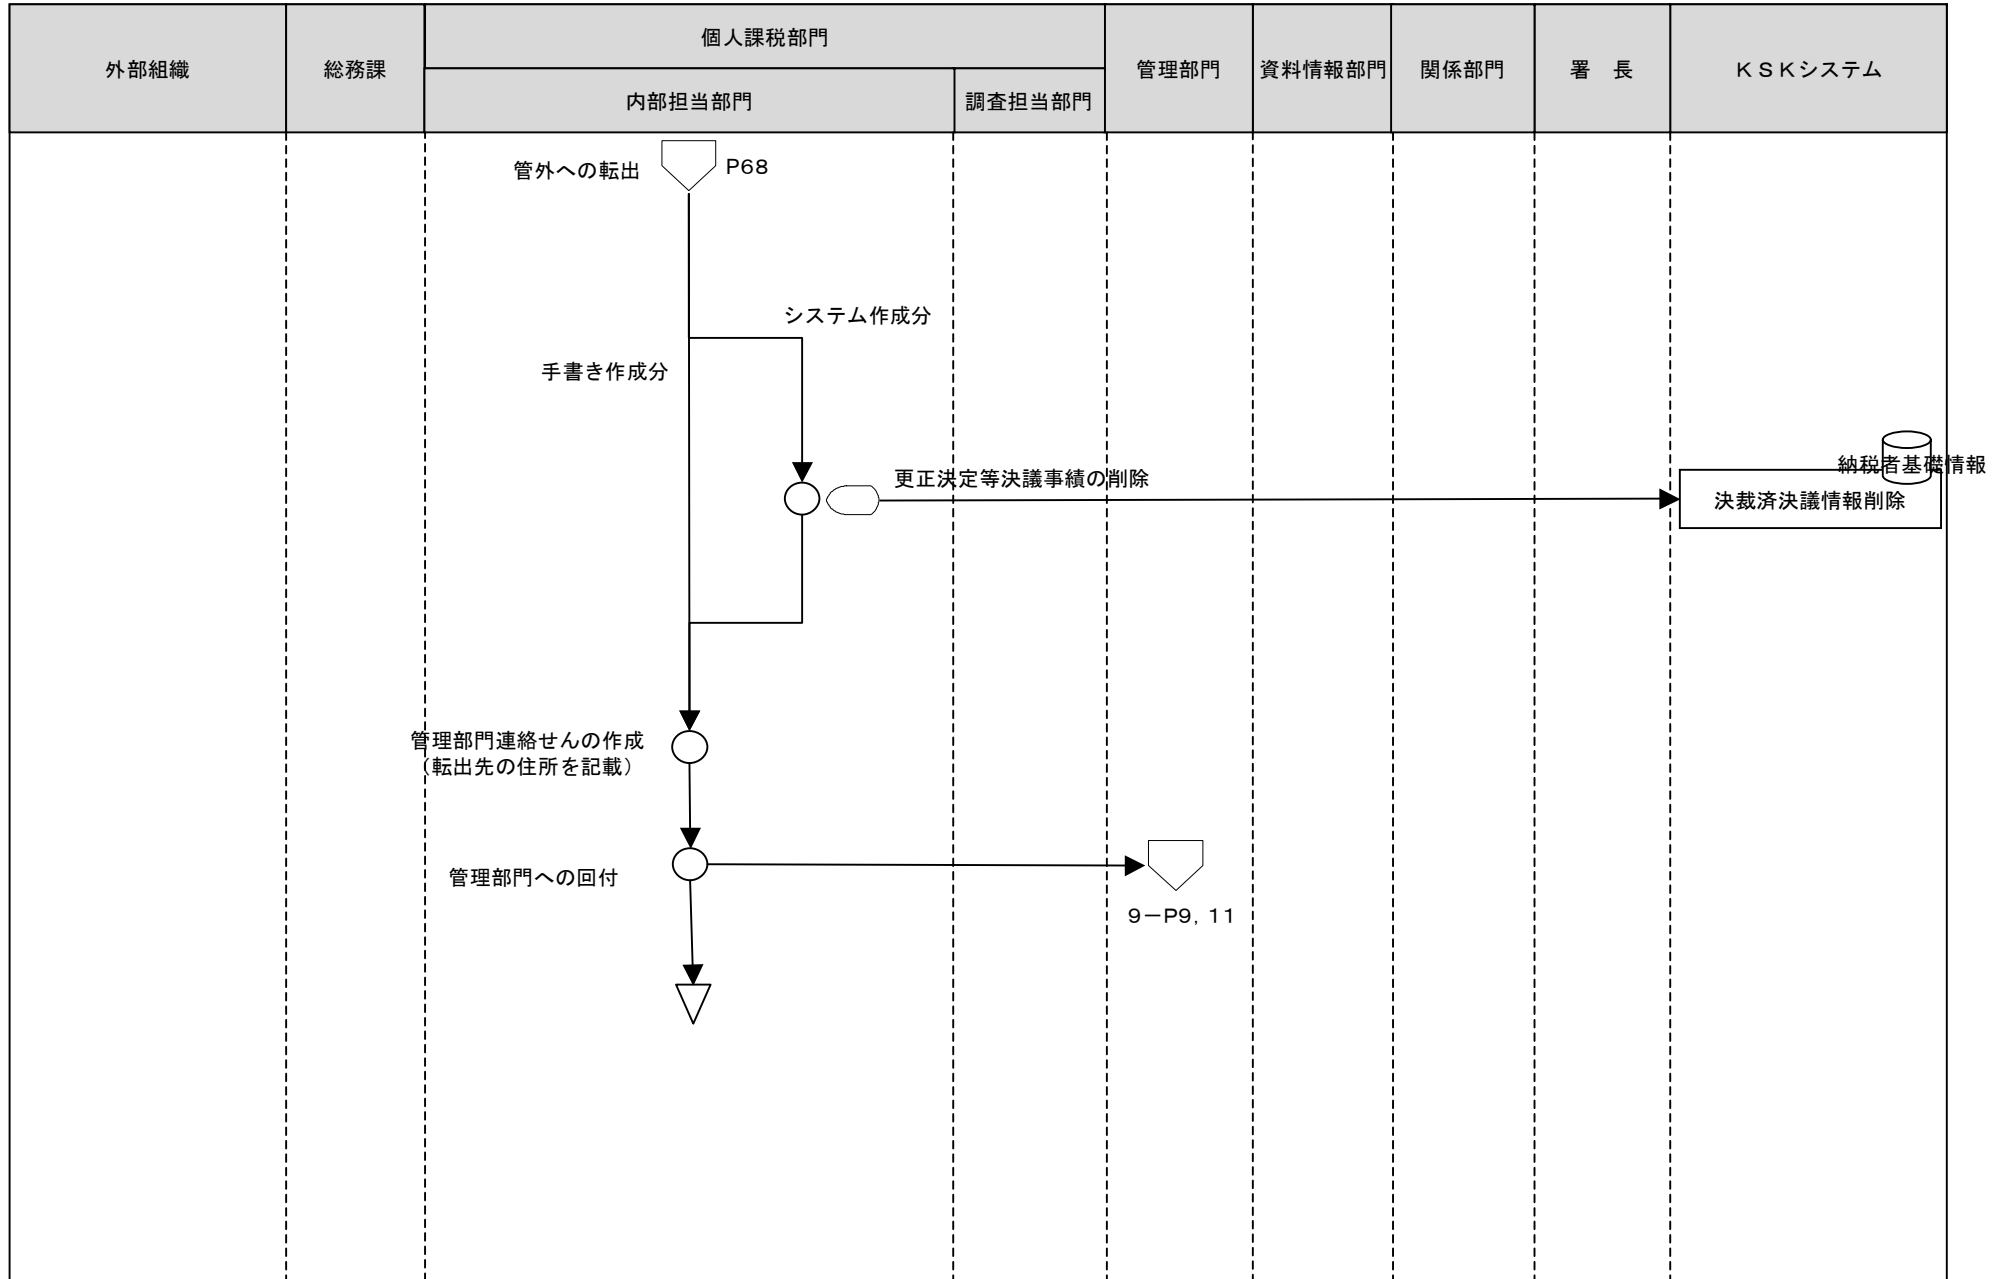 外部組織
総務課
個人課税部門
内部担当部門
調査担当部門
管理部門
資料情報部門
関係部門
署　長
ＫＳＫシステム
管外への転出
P68
システム作成分
手書き作成分
更正決定等決議事績の削除
納税者基礎情報
決裁済決議情報削除
管理部門連絡せんの作成
（転出先の住所を記載）
管理部門への回付
9－P9, 11